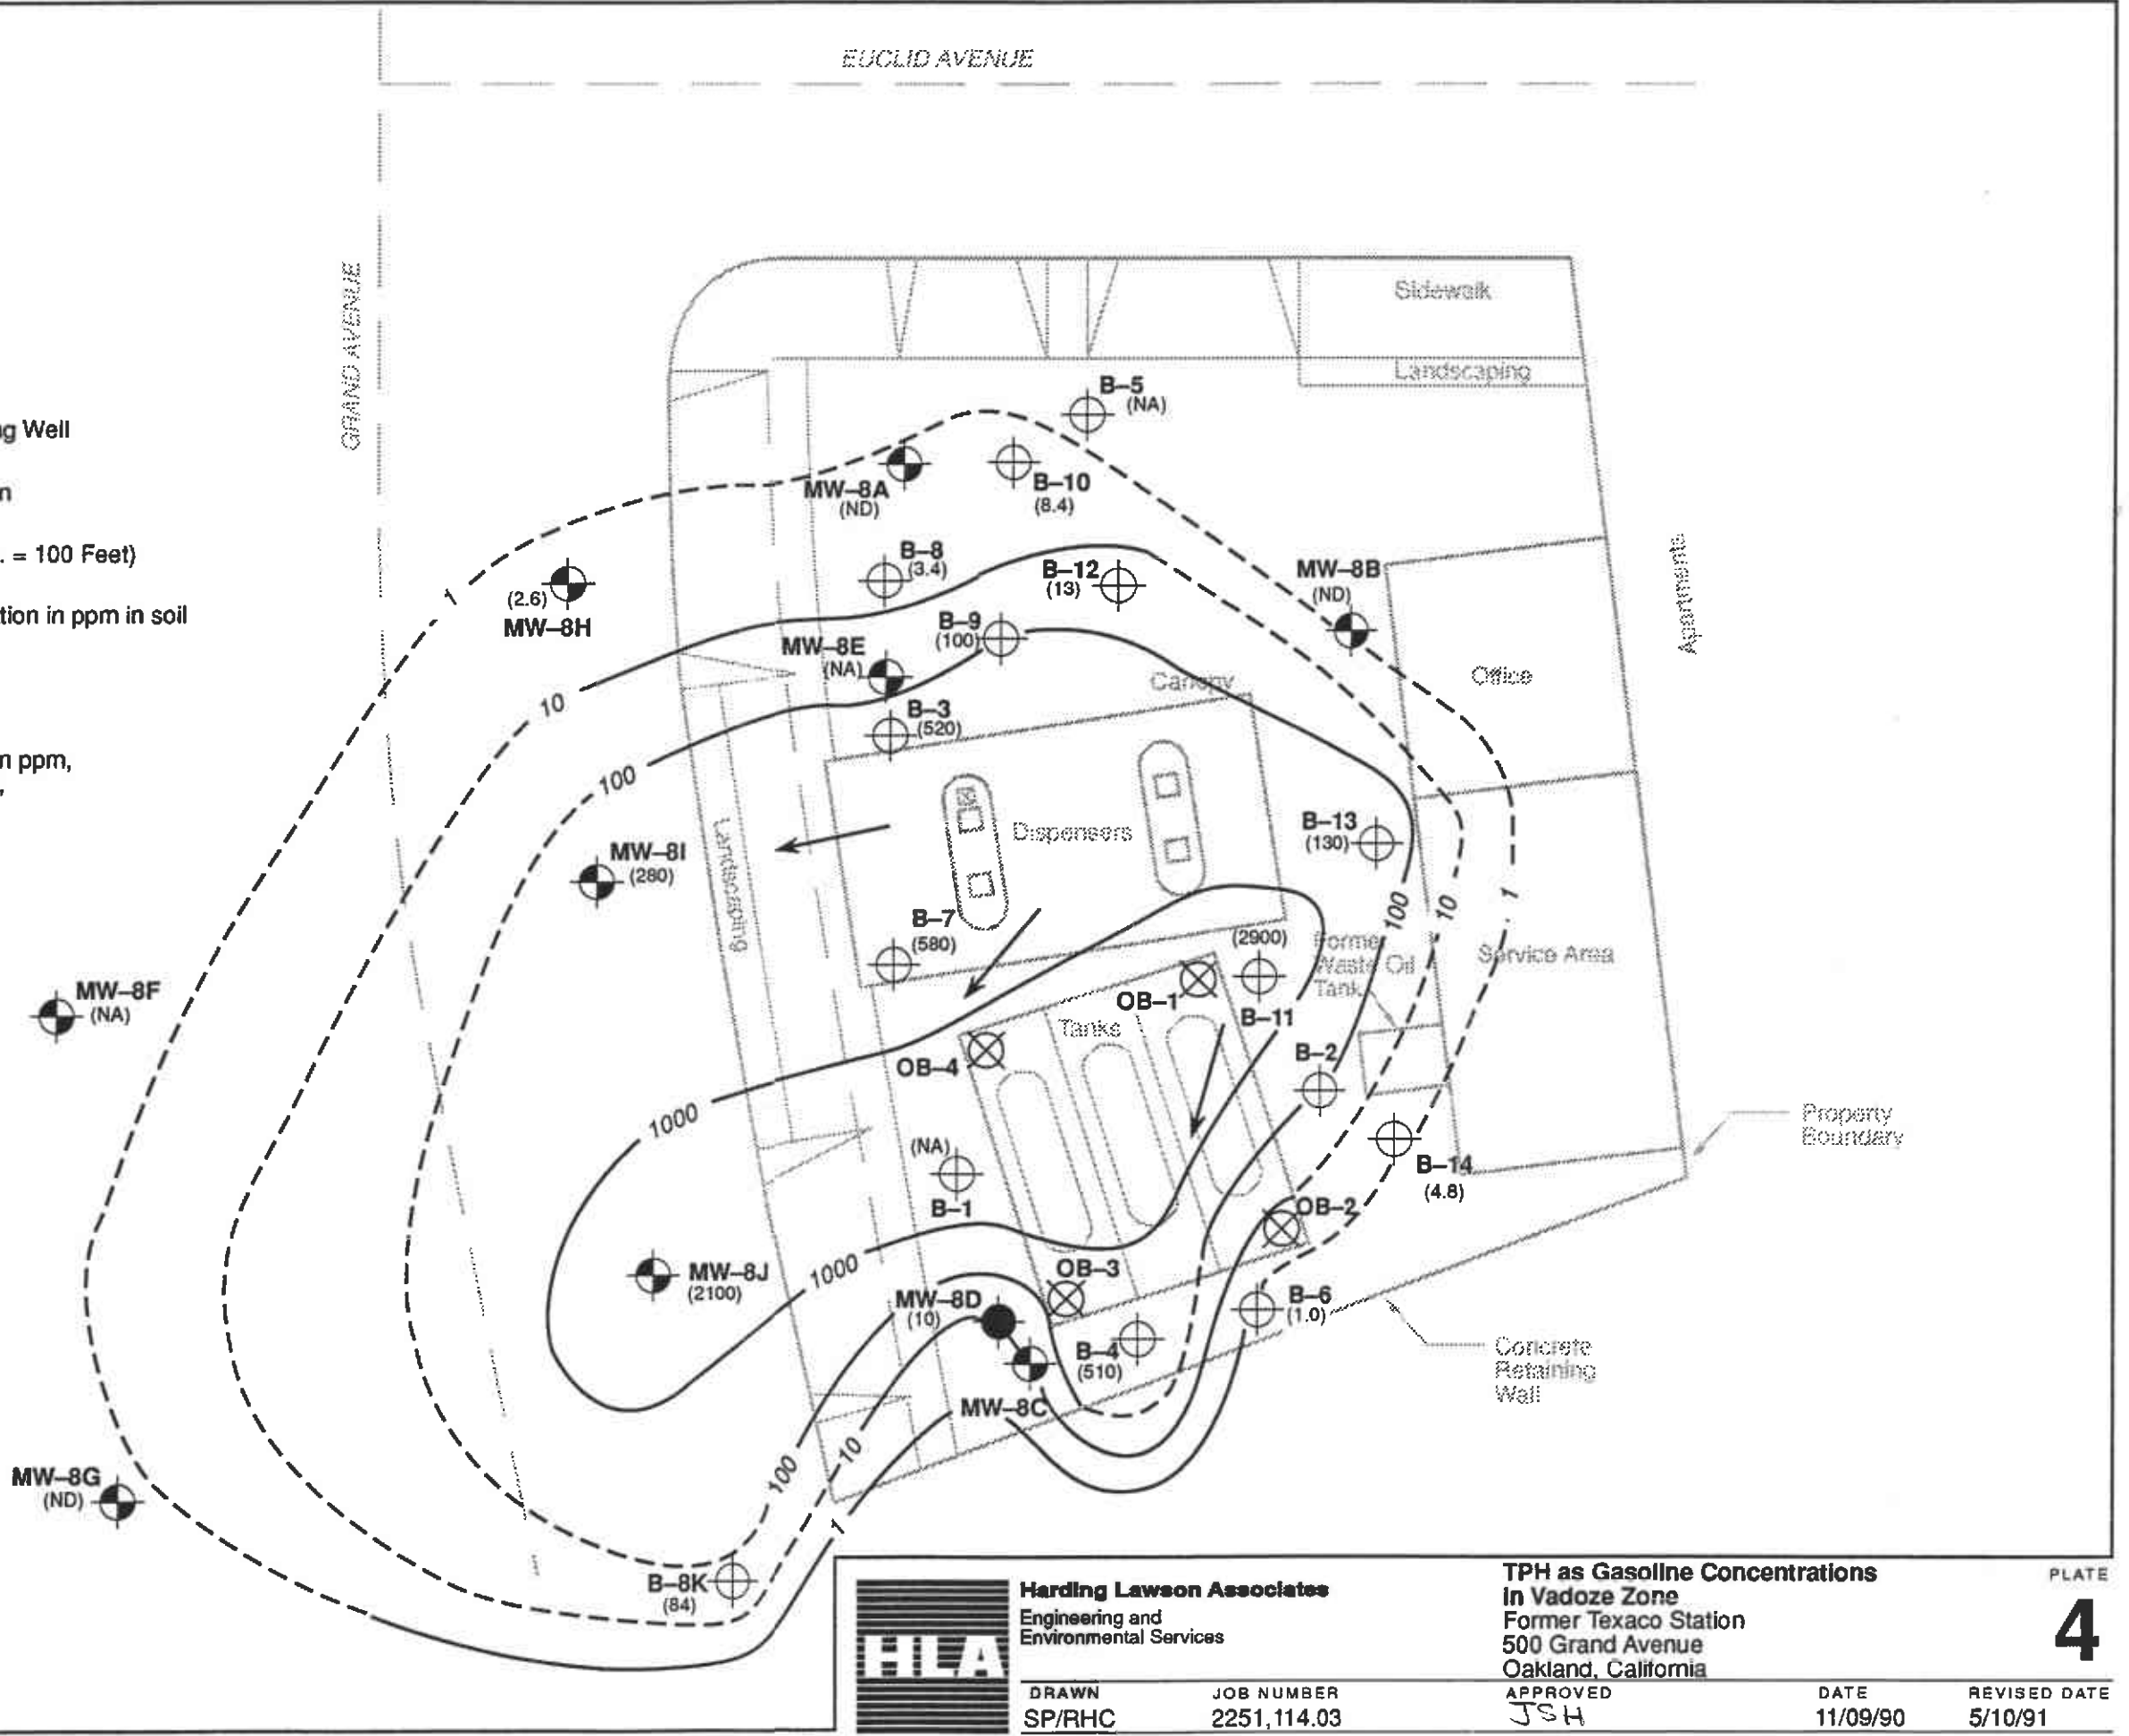 EUCLID AVENUE
GRAND AVENUE
Sidewalk
Landscaping
g Well
n
. = 100 Feet)
tion in ppm in soil
n ppm,
B–5
(NA)
MW–8A
(ND)
B–10
(8.4)
B–8
(3.4)
B–12
(13)
MW–8B
(ND)
Apartments
1
(2.6)
MW–8H
B–9
(100)
MW–8E
(NA)
Office
Canopy
10
B–3
(520)
100
Dispensers
B–13
(130)
MW–8I
(280)
Landscaping
100
10
1
B–7
(580)
(2900)
Former
Waste Oil
Tank
Service Area
MW–8F
(NA)
OB–1
B–11
Tanks
OB–4
B–2
1000
Property
Boundary
(NA)
B–1
B–14
(4.8)
OB–2
1000
MW–8J
(2100)
OB–3
MW–8D
(10)
B–6
(1.0)
B–4
(510)
Concrete
Retaining
Wall
MW–8C
100
10
1
MW–8G
(ND)
B–8K
(84)
HLA
Harding Lawson Associates
Engineering and
Environmental Services
TPH as Gasoline Concentrations
in Vadoze Zone
Former Texaco Station
500 Grand Avenue
Oakland, California
PLATE
4
DRAWN
SP/RHC
JOB NUMBER
2251,114.03
APPROVED
JSH
DATE
11/09/90
REVISED DATE
5/10/91